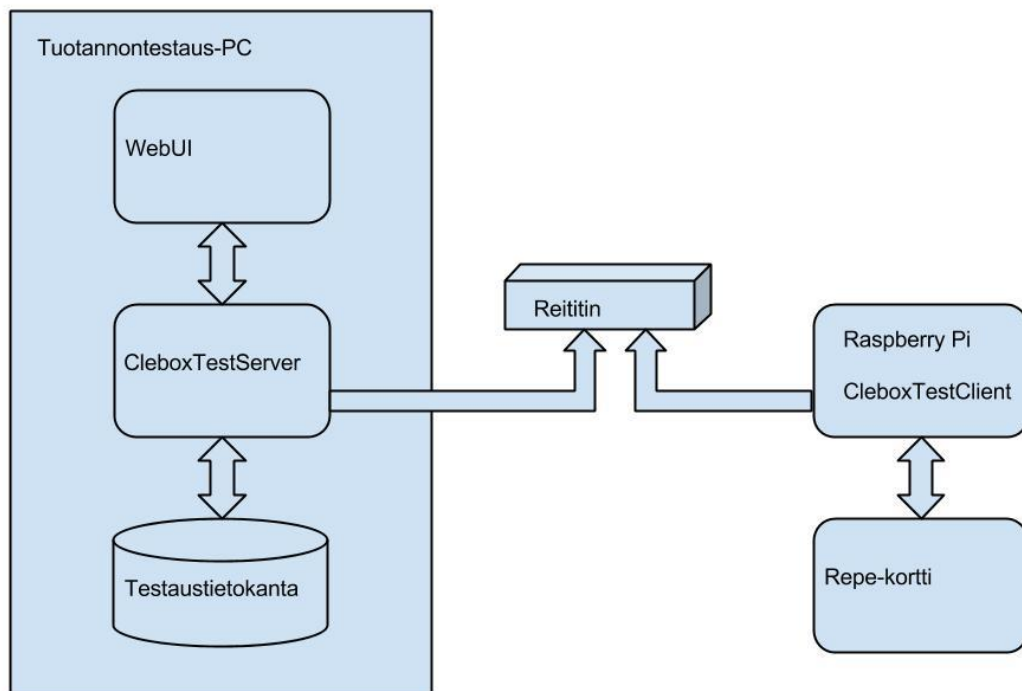 Tuotannontestaus-PC
WebUI
CleboxTestServer
Testaustietokanta
Reititin
Raspberry Pi
CleboxTestClient
Repe-kortti